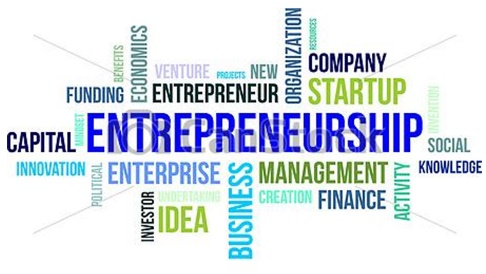 ORGANIZATION
RESOURCES
ECONOMICS
BENEFITS
COMPANY
VENTURE
PROJECTS
NEW
FUNDING
ENTREPRENEUR
STARTUP
INVENTION
MINDSET
CAPITAL
ENTREPRENEURSHIP
SOCIAL
INNOVATION
POLITICAL
ENTERPRISE
BUSINESS
MANAGEMENT
ACTIVITY
KNOWLEDGE
INVESTOR
UNDERTAKING
CREATION
FINANCE
IDEA